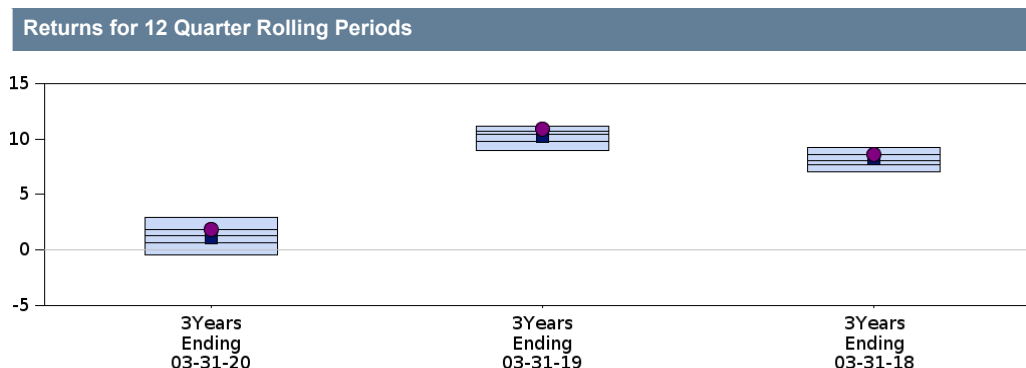 Returns for 12 Quarter Rolling Periods
15
10
5
0
-5
3Years
Ending
03-31-20
3Years
Ending
03-31-19
3Years
Ending
03-31-18